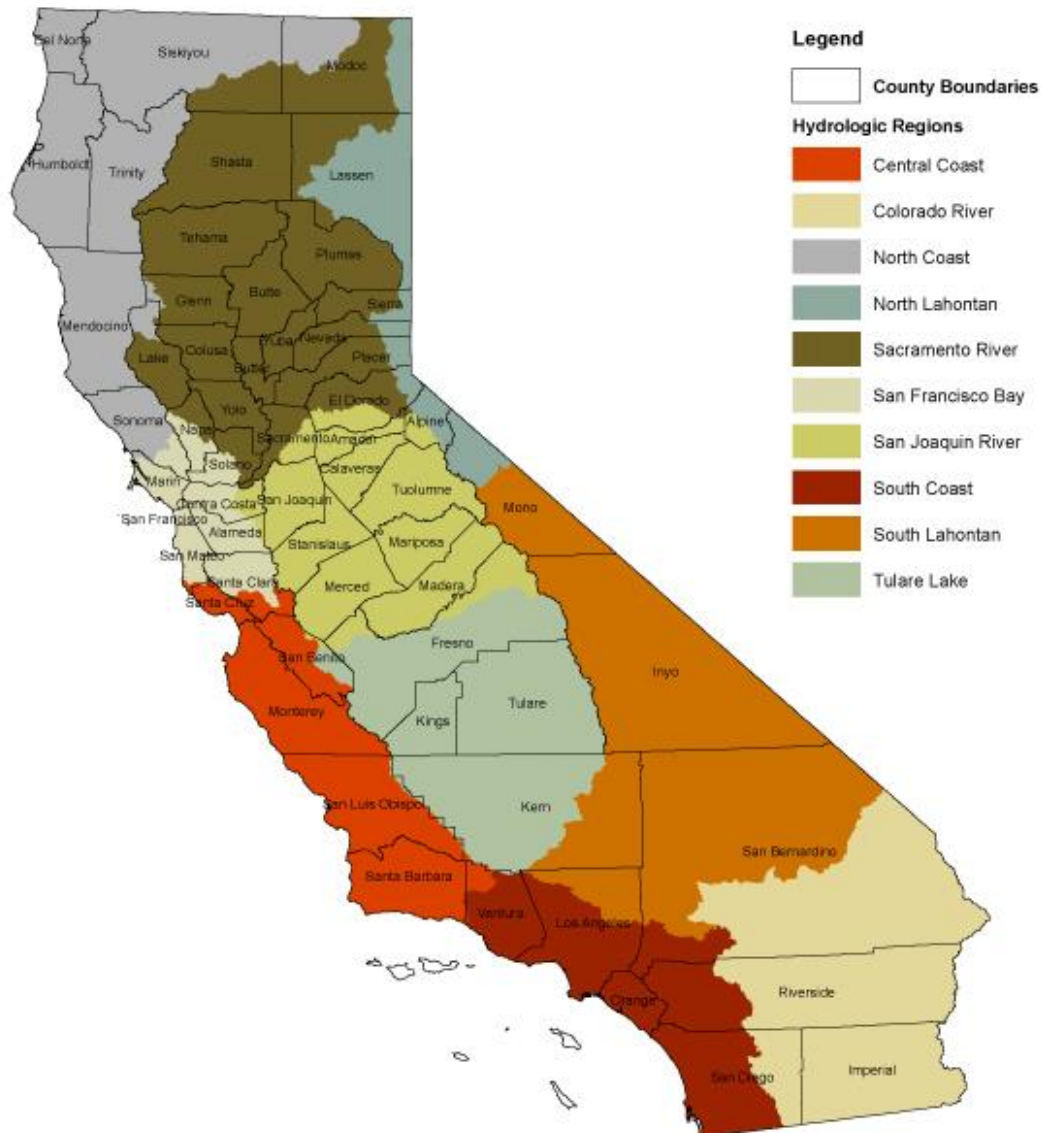 Del Norte
Siskiyou
Modoc
Humboldt
Trinity
Shasta
Lassen
Tehama
Plumas
Butte
Glenn
Sierra
Mendocino
Colusa
Yuba
Nevada
Lake
Sutter
Placer
Yolo
El Dorado
Sonoma
Napa
Sacramento
Amador
Alpine
Solano
Calaveras
Marin
Contra Costa
San Joaquin
Tuolumne
Mono
San Francisco
Alameda
Stanislaus
Mariposa
San Mateo
Santa Clara
Merced
Madera
Santa Cruz
Fresno
San Benito
Inyo
Monterey
Kings
Tulare
San Luis Obispo
Kern
San Bernardino
Santa Barbara
Ventura
Los Angeles
Orange
Riverside
San Diego
Imperial
Legend
County Boundaries
Hydrologic Regions
Central Coast
Colorado River
North Coast
North Lahontan
Sacramento River
San Francisco Bay
San Joaquin River
South Coast
South Lahontan
Tulare Lake